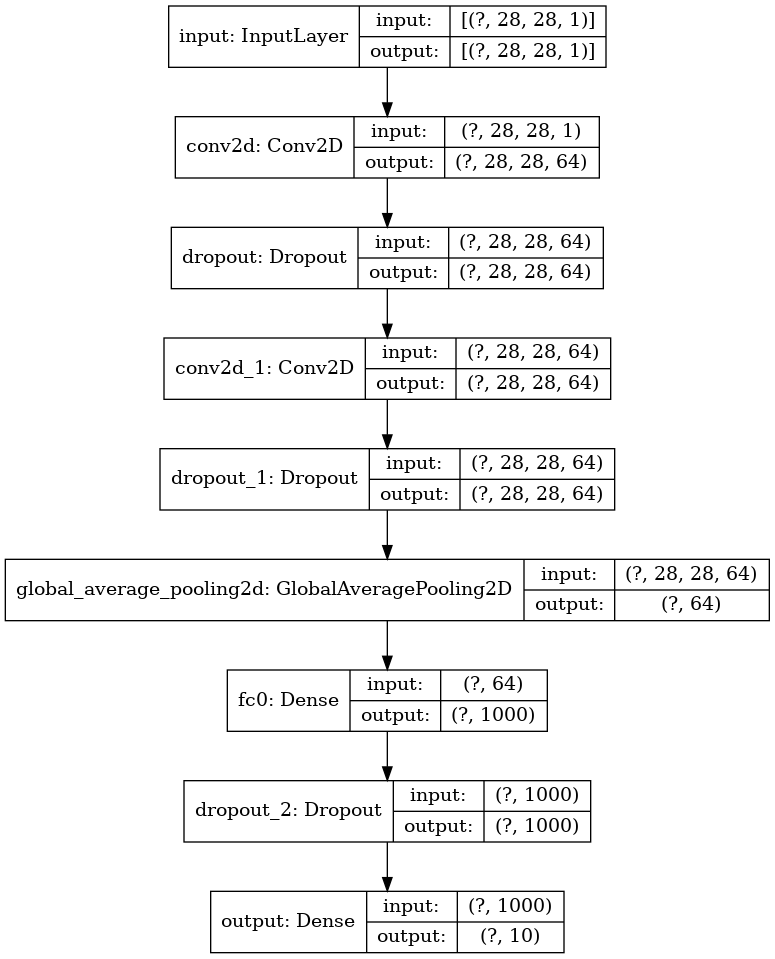 input: InputLayer
input:
[(?, 28, 28, 1)]
output:
[(?, 28, 28, 1)]
conv2d: Conv2D
input:
(?, 28, 28, 1)
output:
(?, 28, 28, 64)
dropout: Dropout
input:
(?, 28, 28, 64)
output:
(?, 28, 28, 64)
conv2d_1: Conv2D
input:
(?, 28, 28, 64)
output:
(?, 28, 28, 64)
dropout_1: Dropout
input:
(?, 28, 28, 64)
output:
(?, 28, 28, 64)
global_average_pooling2d: GlobalAveragePooling2D
input:
(?, 28, 28, 64)
output:
(?, 64)
fc0: Dense
input:
(?, 64)
output:
(?, 1000)
dropout_2: Dropout
input:
(?, 1000)
output:
(?, 1000)
output: Dense
input:
(?, 1000)
output:
(?, 10)